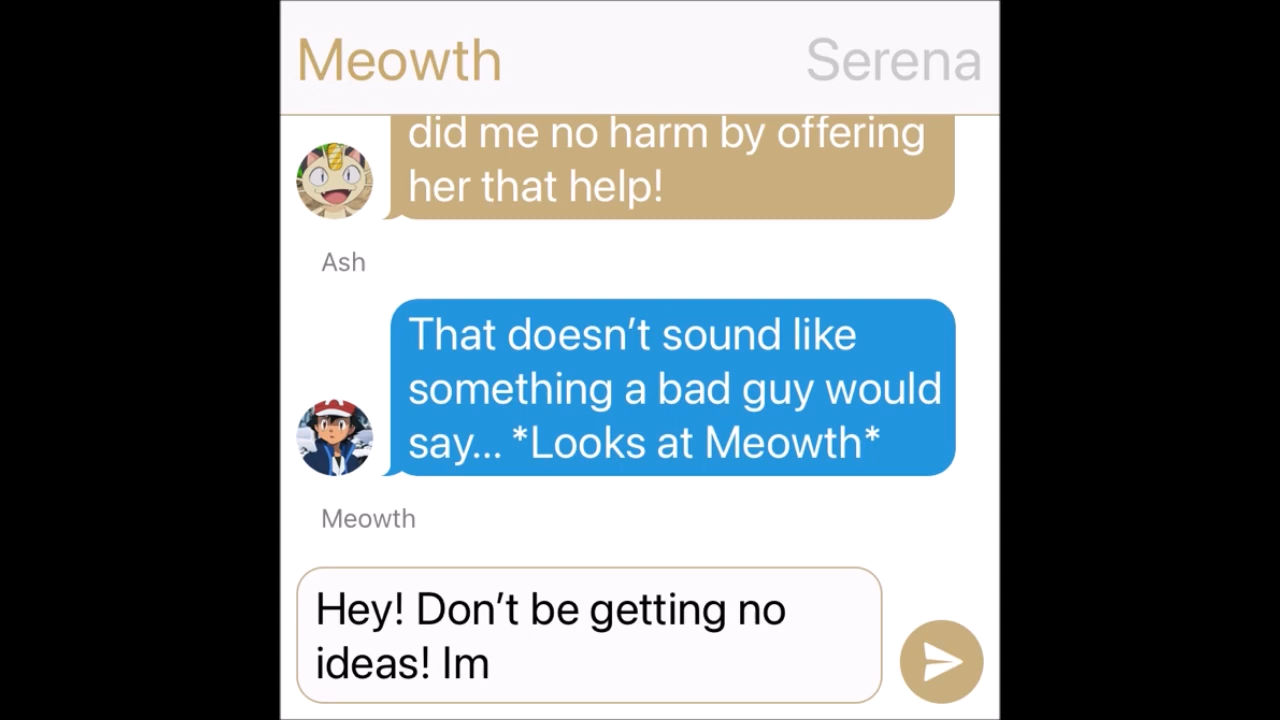 Meowth Serena
did me no harm by offering
her that help!
Ash
That doesn’t sound like
something a bad guy would
say... *Looks at Meowth*
Meowth
Hey! Don’t be getting no
ideas! Im